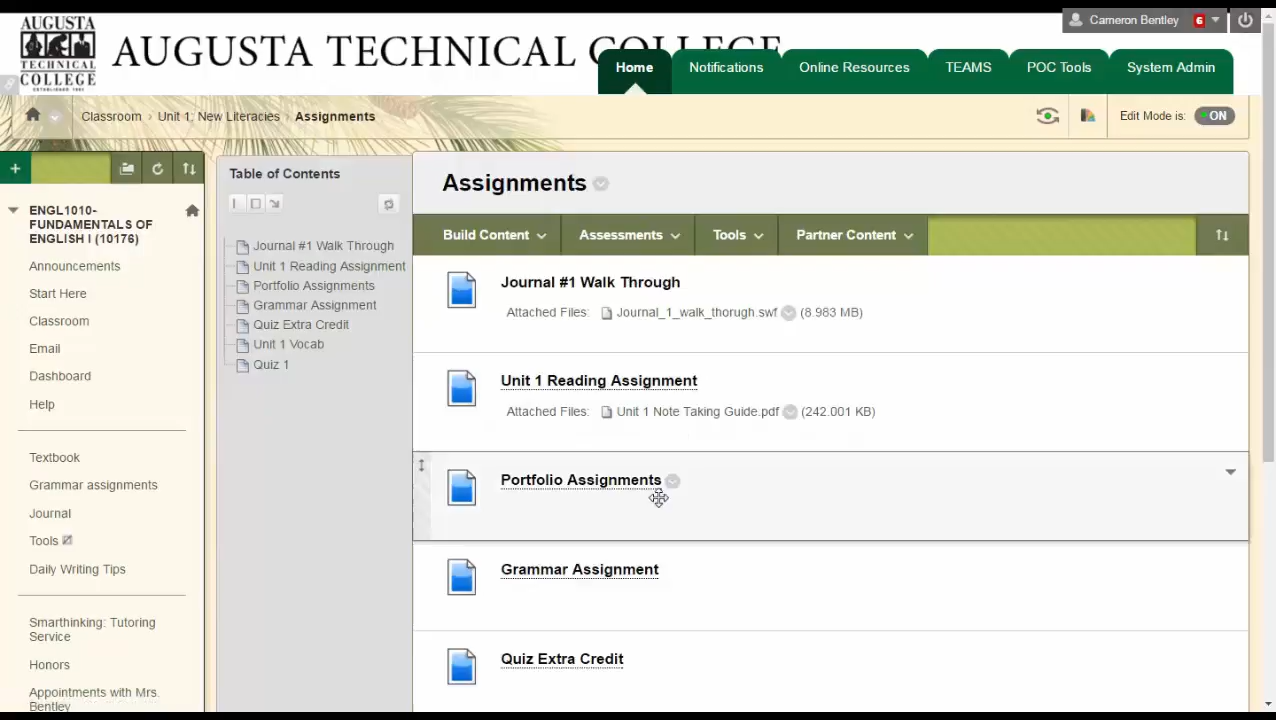 AUGUSTA
TECHNICAL
COLLEGE
ESTABLISHED 1961
AUGUSTA TECHNICAL COLLEGE
Cameron Bentley 6
Home
Notifications
Online Resources
TEAMS
POC Tools
System Admin
Classroom › Unit 1: New Literacies › Assignments
Edit Mode is: ON
ENGL1010-
FUNDAMENTALS OF
ENGLISH I (10176)
Announcements
Start Here
Classroom
Email
Dashboard
Help
Textbook
Grammar assignments
Journal
Tools
Daily Writing Tips
Smarthinking: Tutoring
Service
Honors
Appointments with Mrs.
Bentley
Table of Contents
Journal #1 Walk Through
Unit 1 Reading Assignment
Portfolio Assignments
Grammar Assignment
Quiz Extra Credit
Unit 1 Vocab
Quiz 1
Assignments
Build Content
Assessments
Tools
Partner Content
Journal #1 Walk Through
Attached Files: Journal_1_walk_thorugh.swf (8.983 MB)
Unit 1 Reading Assignment
Attached Files: Unit 1 Note Taking Guide.pdf (242.001 KB)
Portfolio Assignments
Grammar Assignment
Quiz Extra Credit